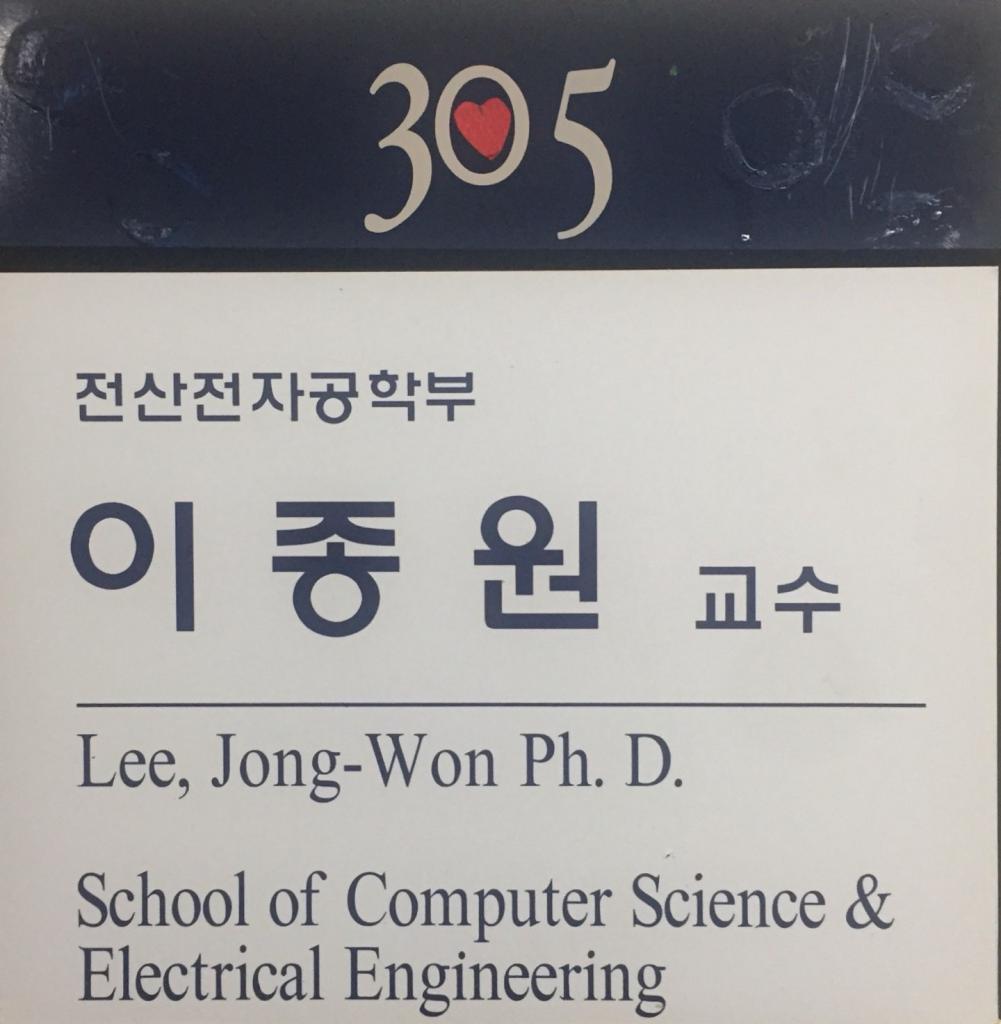 305
전산전자공학부
이종원 교수
Lee, Jong-Won Ph. D.
School of Computer Science &
Electrical Engineering